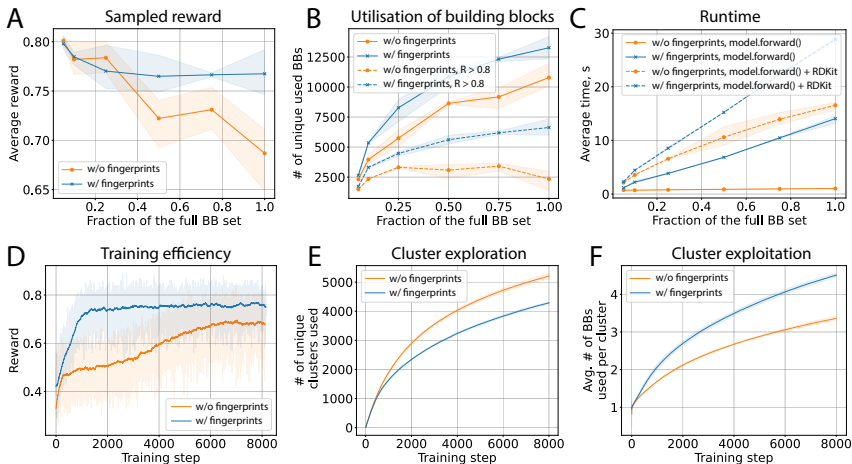 A Sampled reward
0.80
0.75
0.70
0.65
Average reward
w/o fingerprints
w/ fingerprints
0.2 0.4 0.6 0.8 1.0
Fraction of the full BB set
B Utilisation of building blocks
12500
10000
7500
5000
2500
# of unique used BBs
w/o fingerprints
w/ fingerprints
w/o fingerprints, R > 0.8
w/ fingerprints, R > 0.8
0.00 0.25 0.50 0.75 1.00
Fraction of the full BB set
C Runtime
30
20
10
0
Average time, s
w/o fingerprints, model.forward()
w/ fingerprints, model.forward()
w/o fingerprints, model.forward() + RDKit
w/ fingerprints, model.forward() + RDKit
0.2 0.4 0.6 0.8 1.0
Fraction of the full BB set
D Training efficiency
0.8
0.6
0.4
Reward
w/o fingerprints
w/ fingerprints
0 2000 4000 6000 8000
Training step
E Cluster exploration
5000
4000
3000
2000
1000
0
# of unique
clusters used
w/o fingerprints
w/ fingerprints
0 2000 4000 6000 8000
Training step
F Cluster exploitation
4
3
2
1
Avg. # of BBs
used per cluster
w/o fingerprints
w/ fingerprints
0 2000 4000 6000 8000
Training step